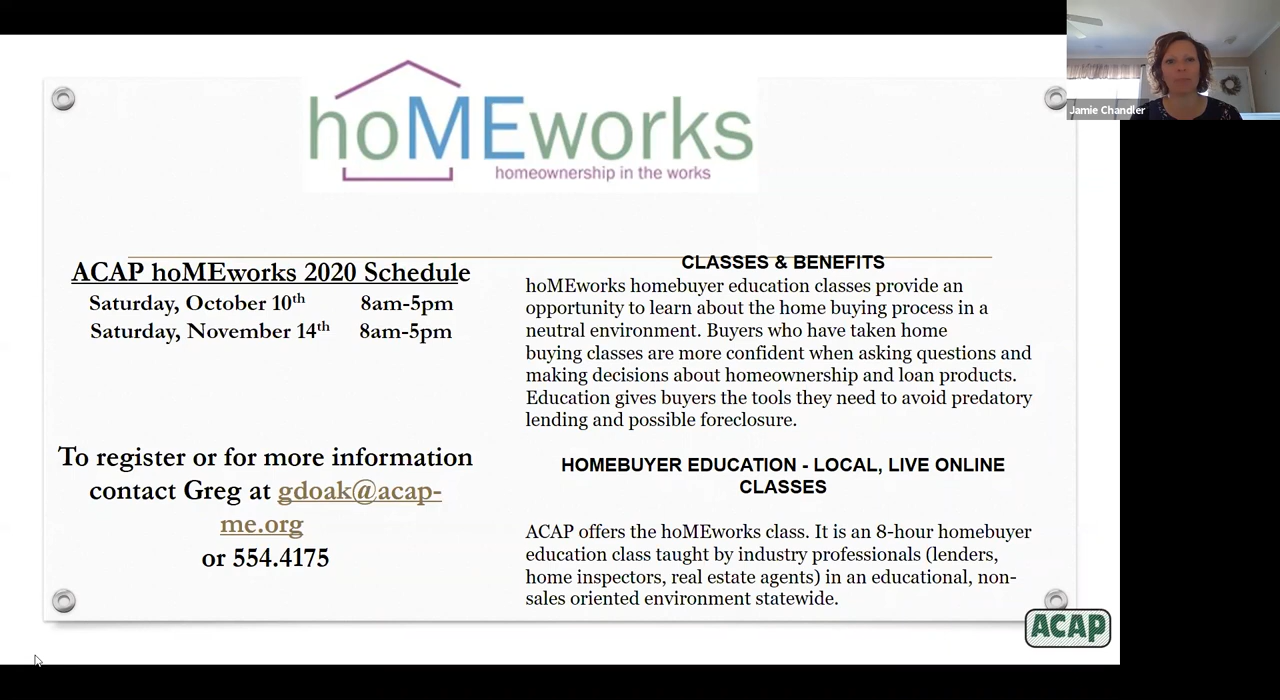 hoMEworks
homeownership in the works
Jamie Chandler
ACAP hoMEworks 2020 Schedule
Saturday, October 10th 8am-5pm
Saturday, November 14th 8am-5pm
To register or for more information
contact Greg at gdoak@acap-
me.org
or 554.4175
CLASSES & BENEFITS
hoMEworks homebuyer education classes provide an
opportunity to learn about the home buying process in a
neutral environment. Buyers who have taken home
buying classes are more confident when asking questions and
making decisions about homeownership and loan products.
Education gives buyers the tools they need to avoid predatory
lending and possible foreclosure.
HOMEBUYER EDUCATION - LOCAL, LIVE ONLINE
CLASSES
ACAP offers the hoMEworks class. It is an 8-hour homebuyer
education class taught by industry professionals (lenders,
home inspectors, real estate agents) in an educational, non-
sales oriented environment statewide.
ACAP